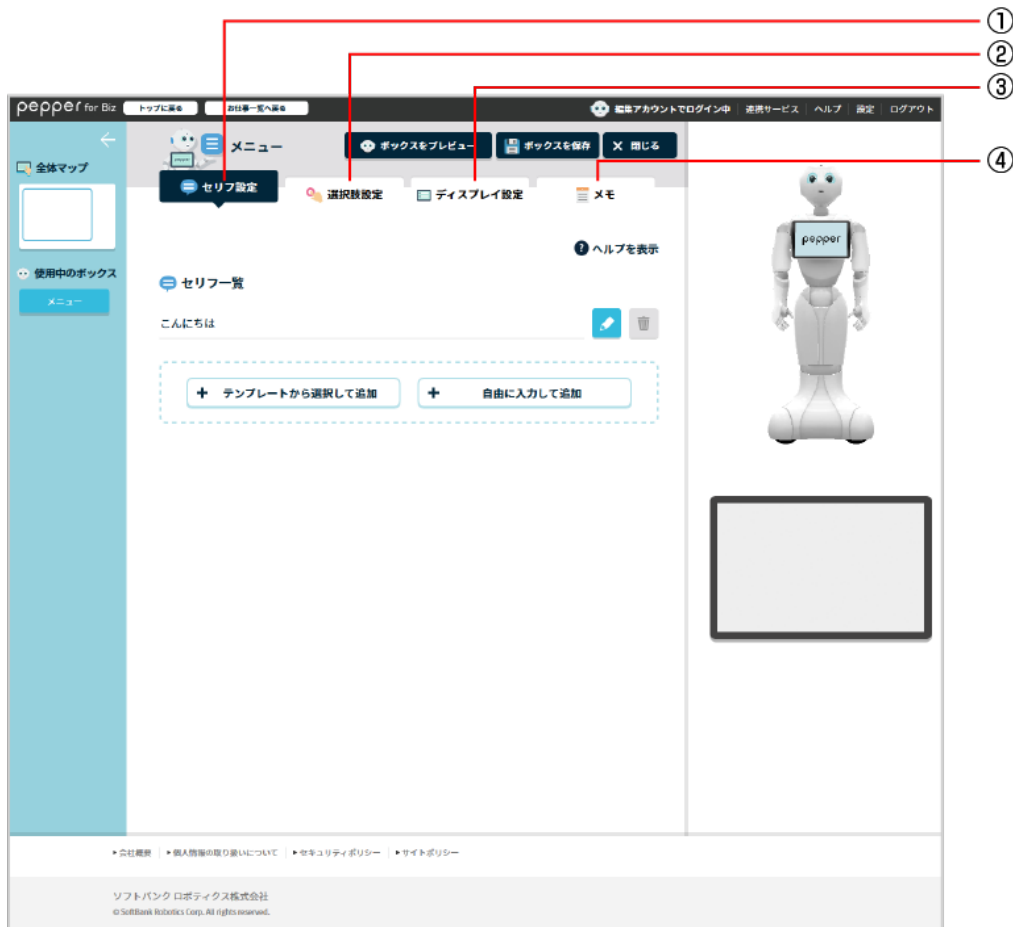 ①
②
③
pepper for Biz トップに戻る お仕事一覧へ戻る 編集アカウントでログイン中 連携サービス ヘルプ 設定 ログアウト
メニュー ボックスをプレビュー ボックスを保存 × 閉じる
④
全体マップ
セリフ設定 選択肢設定 ディスプレイ設定 メモ
pepper
? ヘルプを表示
使用中のボックス
セリフ一覧
メニュー
こんにちは
+ テンプレートから選択して追加 + 自由に入力して追加
会社概要 個人情報の取り扱いについて セキュリティポリシー サイトポリシー
ソフトバンク ロボティクス株式会社
© SoftBank Robotics Corp. All rights reserved.